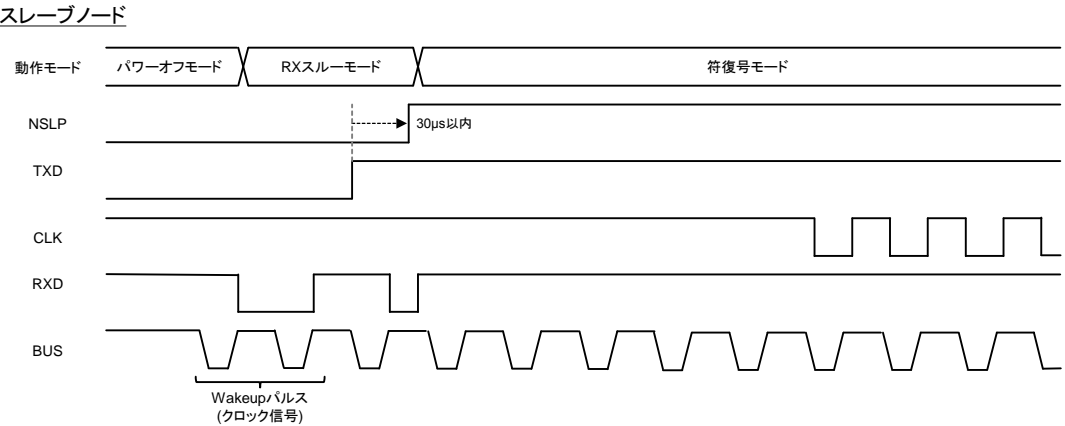 スレーブノード
動作モード
パワーオフモード
RXスルーモード
符復号モード
NSLP
30μs以内
TXD
CLK
RXD
BUS
Wakeupパルス
(クロック信号)